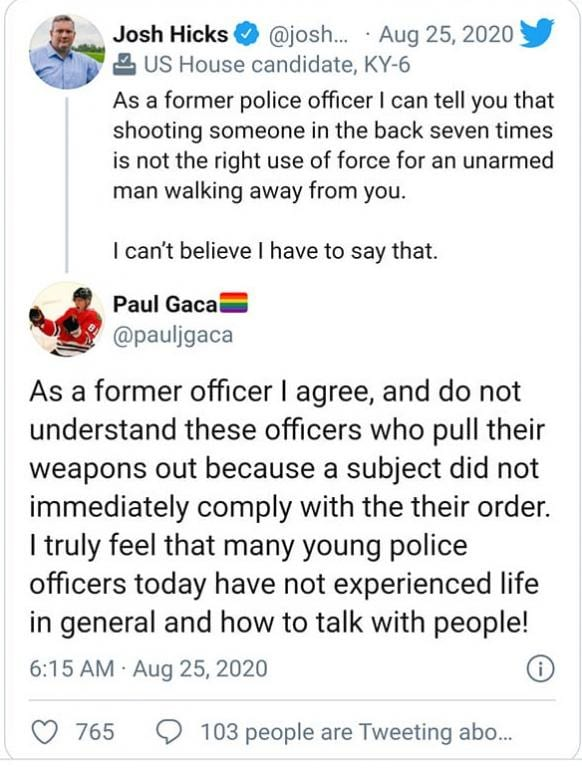 Josh Hicks @josh... · Aug 25, 2020
US House candidate, KY-6
As a former police officer I can tell you that
shooting someone in the back seven times
is not the right use of force for an unarmed
man walking away from you.
I can't believe I have to say that.
Paul Gaca
@pauljgaca
As a former officer I agree, and do not
understand these officers who pull their
weapons out because a subject did not
immediately comply with the their order.
I truly feel that many young police
officers today have not experienced life
in general and how to talk with people!
6:15 AM · Aug 25, 2020
765 103 people are Tweeting abo...